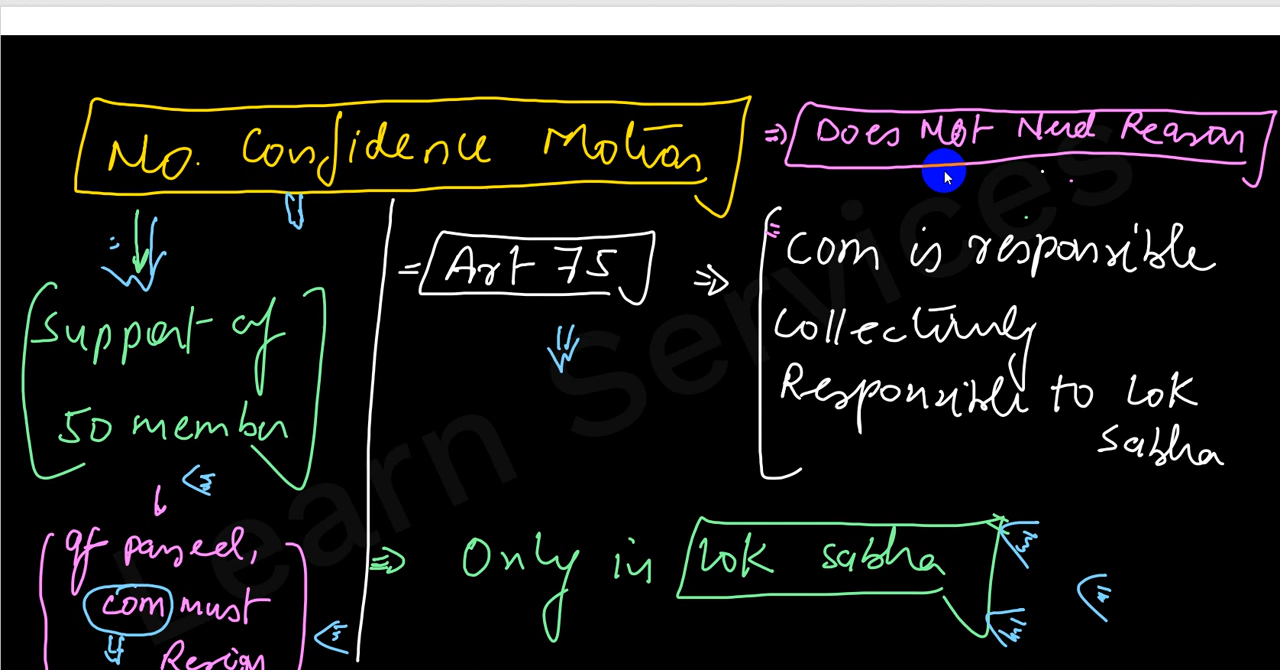 No. Confidence Motion
⇒ Does Not Need Reason
= Art 75 ⇒
com is responsible
collectively
Responsible to Lok
Sabha
Support of
50 member
If passed,
com must
Resign
⇒ Only in Lok Sabha
Learn Services